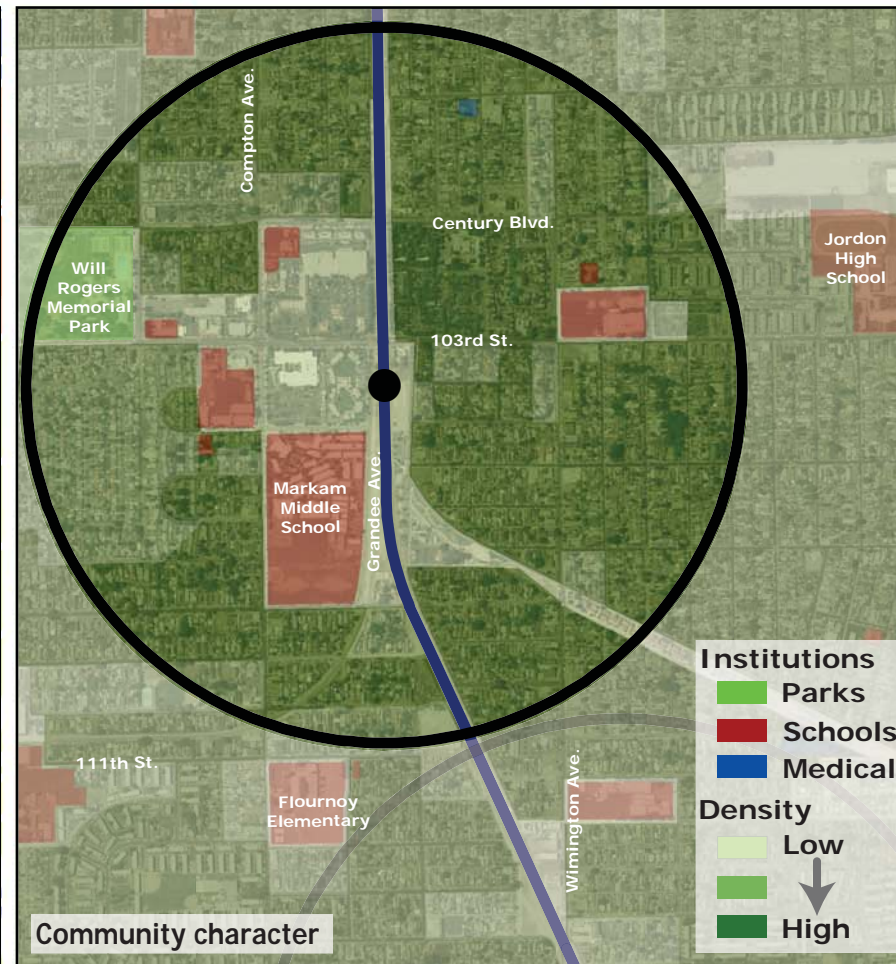 Compton Ave.
Century Blvd.
Will
Rogers
Memorial
Park
Jordon
High
School
103rd St.
Markam
Middle
School
Grandee Ave.
111th St.
Flournoy
Elementary
Wimington Ave.
Institutions
Parks
Schools
Medical
Density
Low
High
Community character